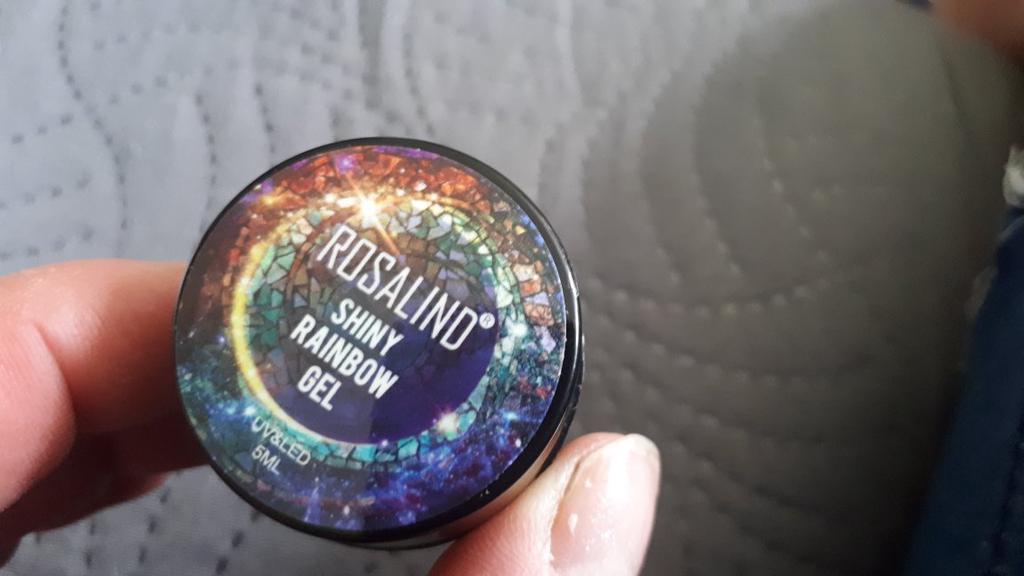 ROSALIND®
SHINY
RAINBOW
GEL
UV&LED
5ML